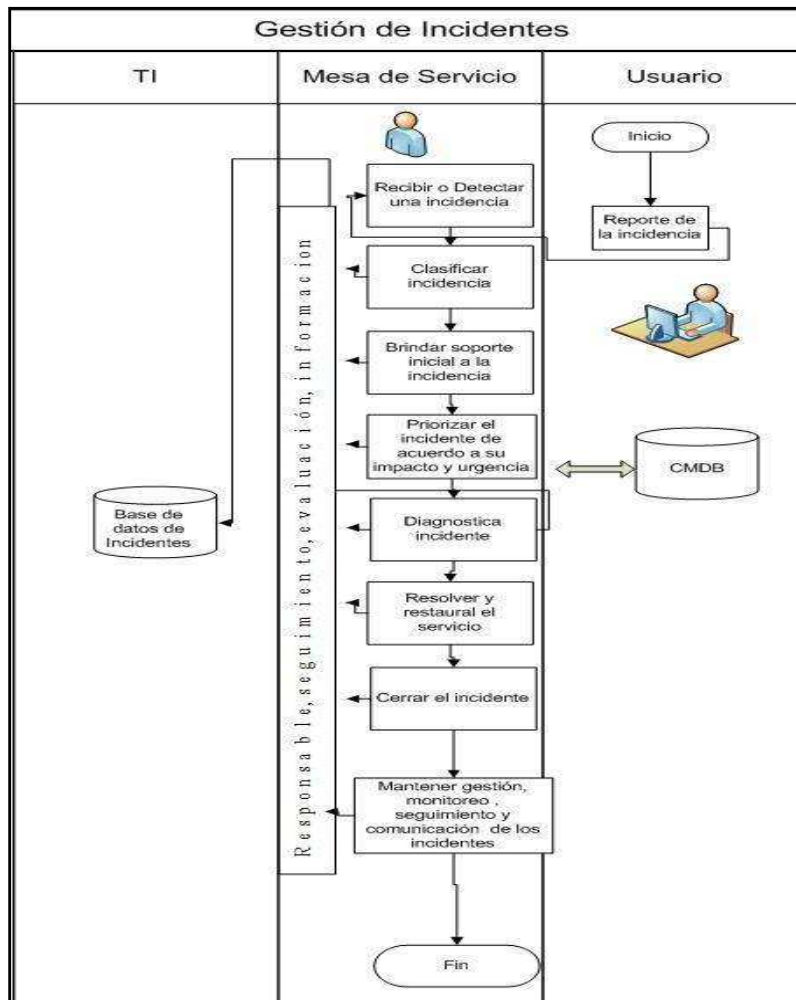 Gestión de Incidentes
TI
Mesa de Servicio
Usuario
Inicio
Reporte de
la incidencia
Recibir o Detectar
una incidencia
Clasificar
incidencia
Brindar soporte
inicial a la
incidencia
Priorizar el
incidente de
acuerdo a su
impacto y urgencia
CMDB
Base de
datos de
Incidentes
Diagnostica
incidente
Resolver y
restaural el
servicio
Cerrar el incidente
Mantener gestión,
monitoreo ,
seguimiento y
comunicación de los
incidentes
Fin
Responsable,seguimiento,evaluación,informacion